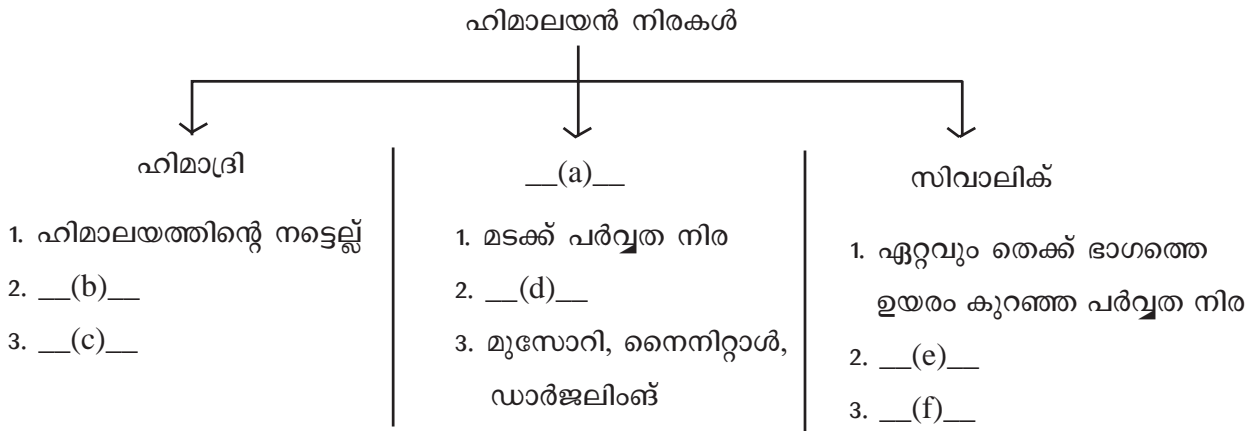 ഹിമാലയൻ നിരകൾ
ഹിമാദ്രി
1. ഹിമാലയത്തിന്റെ നട്ടെല്ല്
2. __(b)__
3. __(c)__
__(a)__
1. മടക്ക് പർവ്വത നിര
2. __(d)__
3. മുസോറി, നൈനിറ്റാൾ,
ഡാർജലിംങ്
സിവാലിക്
1. ഏറ്റവും തെക്ക് ഭാഗത്തെ
ഉയരം കുറഞ്ഞ പർവ്വത നിര
2. __(e)__
3. __(f)__